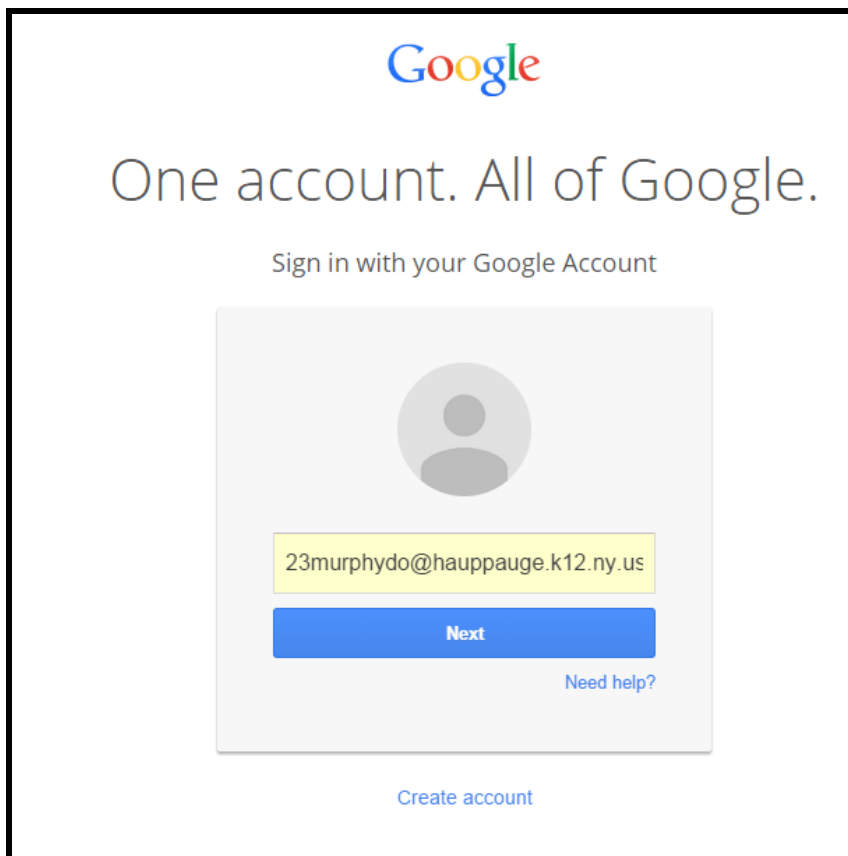 Google
One account. All of Google.
Sign in with your Google Account
23murphydo@hauppauge.k12.ny.us
Next
Need help?
Create account